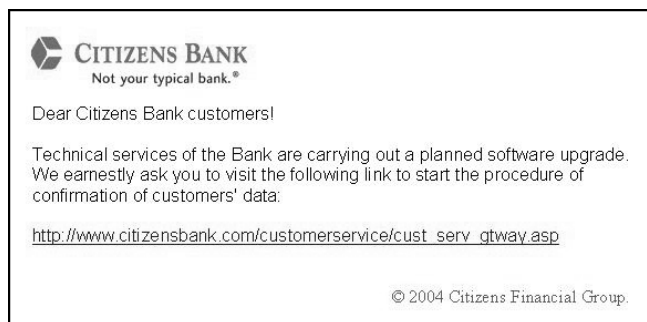 CITIZENS BANK
Not your typical bank.®
Dear Citizens Bank customers!
Technical services of the Bank are carrying out a planned software upgrade.
We earnestly ask you to visit the following link to start the procedure of
confirmation of customers' data:
http://www.citizensbank.com/customerservice/cust_serv_gtway.asp
© 2004 Citizens Financial Group.